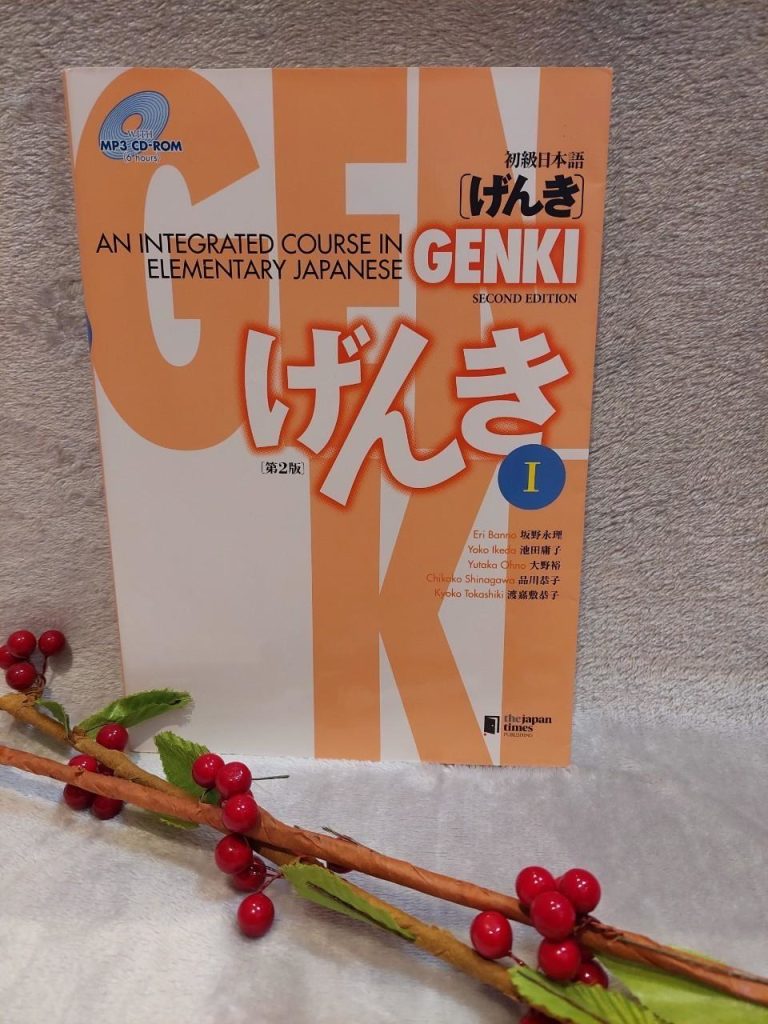 WITH
MP3 CD-ROM
16 hours
初級日本語
[げんき]
AN INTEGRATED COURSE IN
ELEMENTARY JAPANESE
GENKI
SECOND EDITION
GEN
げんき
[第2版]
I
KI
Eri Banno 坂野永理
Yoko Ikeda 池田庸子
Yutaka Ohno 大野裕
Chikako Shinagawa 品川恭子
Kyoko Tokashiki 渡嘉敷恭子
the japan
times
PUBLISHING